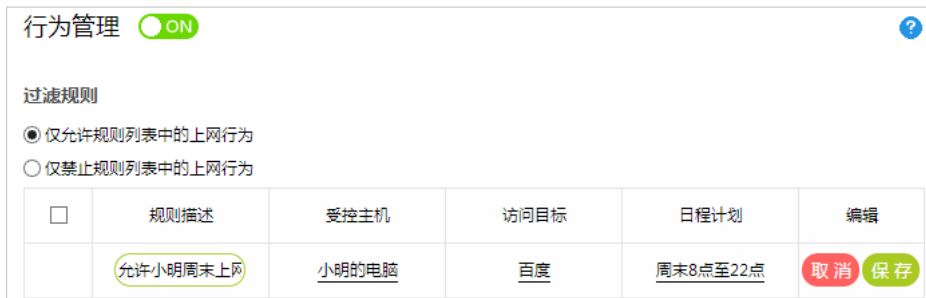 行为管理 ON ?
过滤规则
仅允许规则列表中的上网行为
仅禁止规则列表中的上网行为
规则描述 受控主机 访问目标 日程计划 编辑
允许小明周末上网 小明的电脑 百度 周末8点至22点 取消 保存